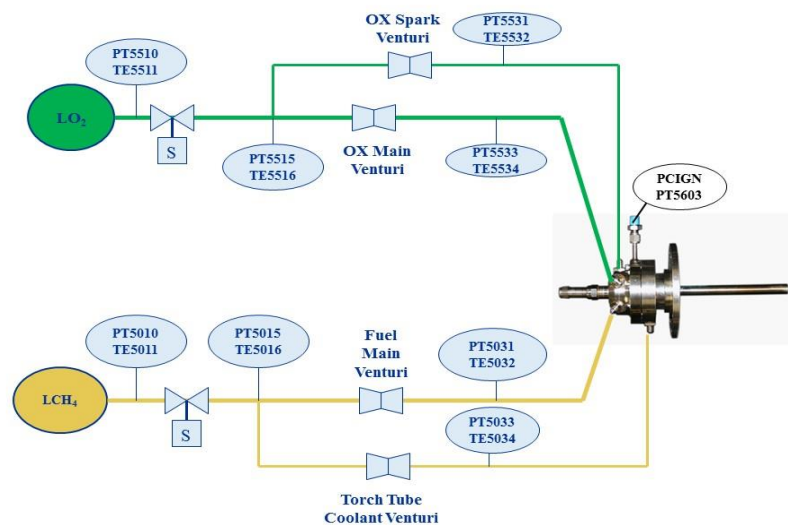 OX Spark
Venturi
PT5531
TE5532
PT5510
TE5511
LO₂
S
PT5515
TE5516
OX Main
Venturi
PT5533
TE5534
PCIGN
PT5603
PT5010
TE5011
PT5015
TE5016
Fuel
Main
Venturi
PT5031
TE5032
LCH₄
S
PT5033
TE5034
Torch Tube
Coolant Venturi